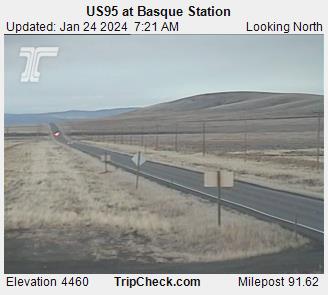 US95 at Basque Station
Updated: Jan 24 2024 7:21 AM Looking North
Elevation 4460 TripCheck.com Milepost 91.62